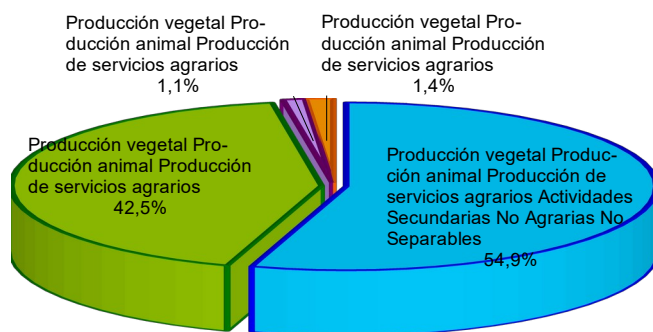 Producción vegetal Pro-
ducción animal Producción
de servicios agrarios
1,1%
Producción vegetal Pro-
ducción animal Producción
de servicios agrarios
1,4%
Producción vegetal Pro-
ducción animal Producción
de servicios agrarios
42,5%
Producción vegetal Produc-
ción animal Producción de
servicios agrarios Actividades
Secundarias No Agrarias No
Separables
54,9%